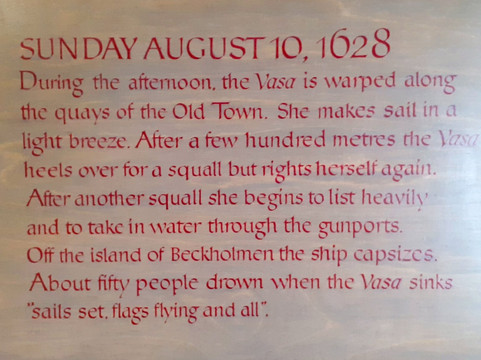 SUNDAY AUGUST 10, 1628
During the afternoon, the Vasa is warped along
the quays of the Old Town. She makes sail in a
light breeze. After a few hundred metres the Vasa
heels over for a squall but rights herself again.
After another squall she begins to list heavily
and to take in water through the gunports.
Off the island of Beckholmen the ship capsizes.
About fifty people drown when the Vasa sinks
"sails set, flags flying and all".